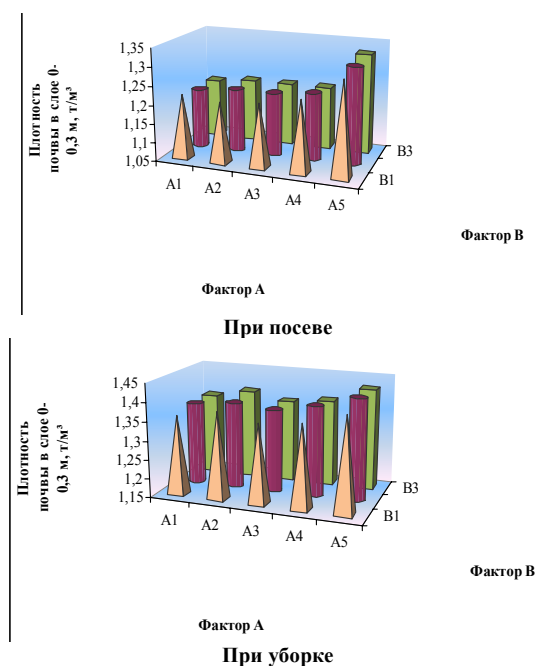 Плотность
почвы в слое 0-
0,3 м, т/м³
1,35
1,3
1,25
1,2
1,15
1,1
1,05
A1
A2
A3
A4
A5
B3
B1
Фактор B
Фактор A
При посеве
Плотность
почвы в слое 0-
0,3 м, т/м³
1,45
1,4
1,35
1,3
1,25
1,2
1,15
A1
A2
A3
A4
A5
B3
B1
Фактор B
Фактор A
При уборке